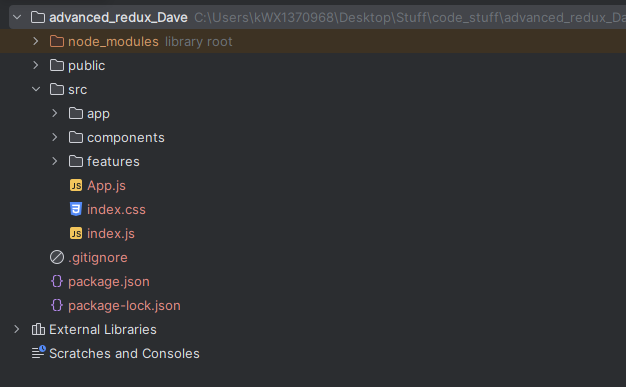 advanced_redux_Dave C:\Users\kWX1370968\Desktop\Stuff\code_stuff\advanced_redux_Da
node_modules library root
public
src
app
components
features
JS App.js
index.css
JS index.js
.gitignore
{} package.json
{} package-lock.json
External Libraries
Scratches and Consoles